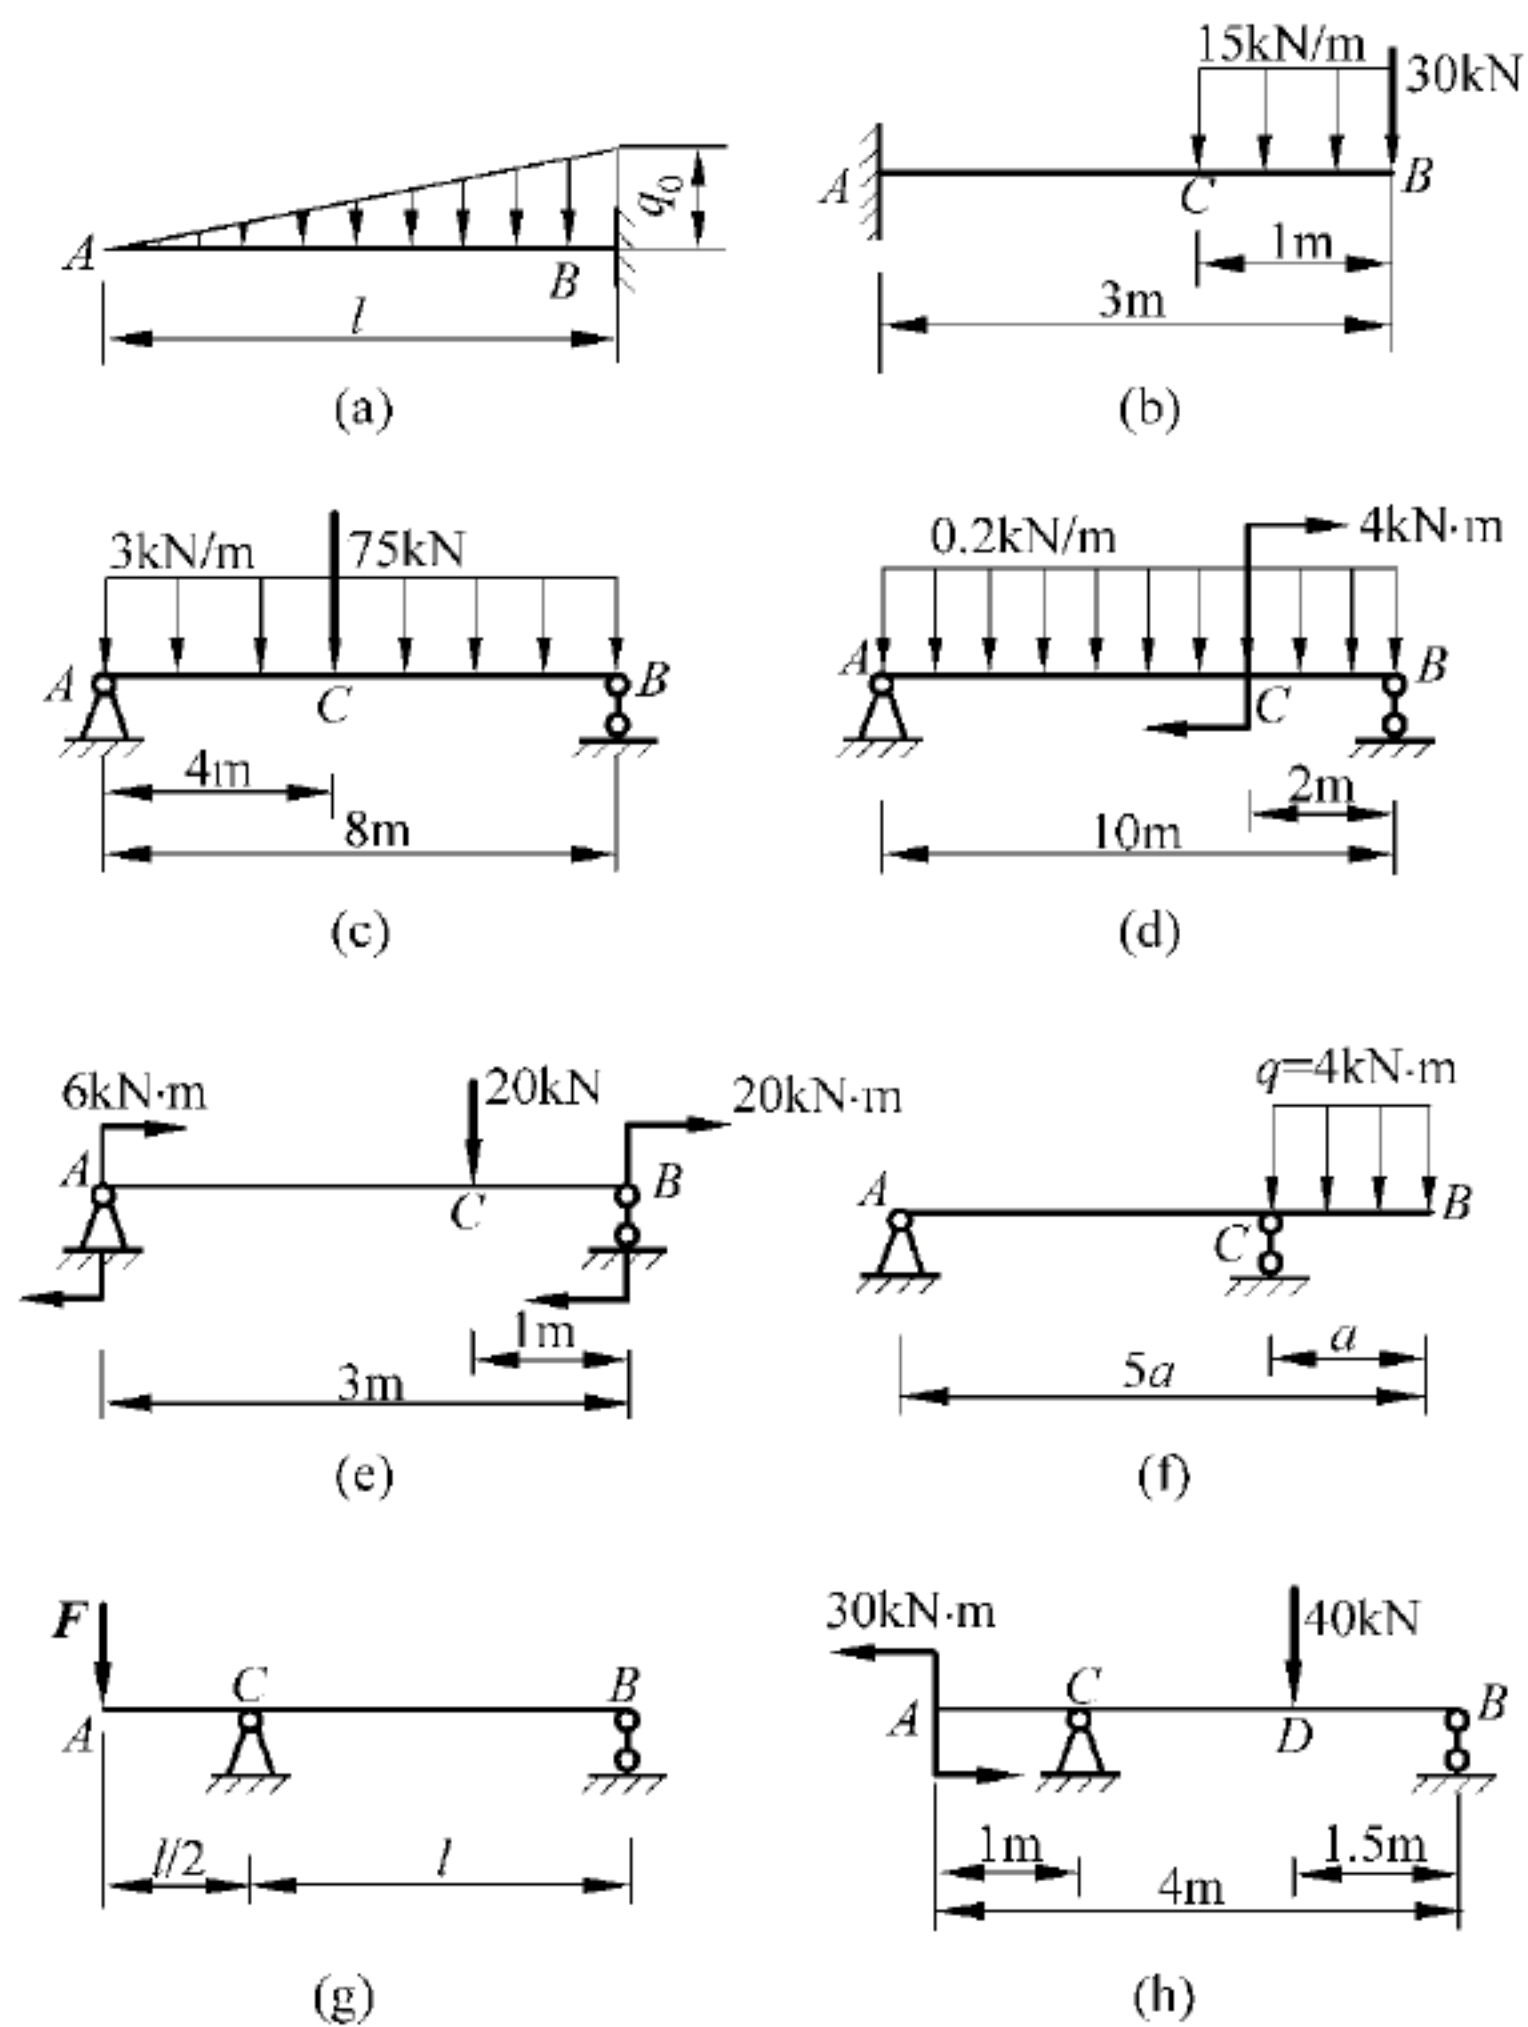 A
B
q₀
l
(a)
15kN/m
30kN
A
C
B
1m
3m
(b)
3kN/m
75kN
A
C
B
4m
8m
(c)
0.2kN/m
4kN·m
A
C
B
2m
10m
(d)
6kN·m
20kN
20kN·m
A
C
B
1m
3m
(e)
q=4kN·m
A
C
B
a
5a
(f)
F
A
C
B
l/2
l
(g)
30kN·m
40kN
A
C
D
B
1m
1.5m
4m
(h)